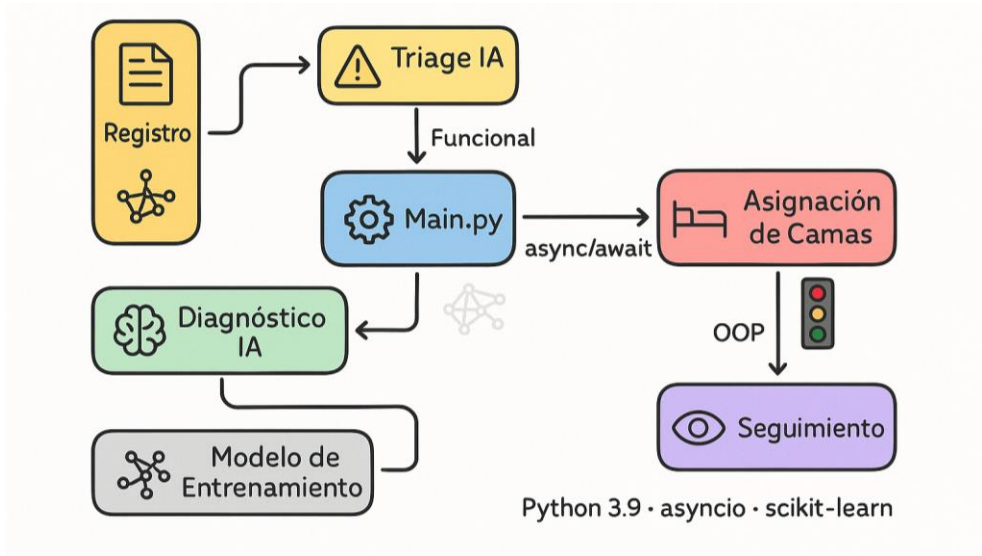 Registro
Triage IA
Funcional
Main.py
async/await
Asignación
de Camas
Diagnóstico
IA
OOP
Seguimiento
Modelo de
Entrenamiento
Python 3.9 · asyncio · scikit-learn